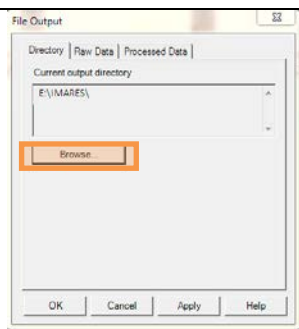 File Output
Directory | Raw Data | Processed Data |
Current output directory
E:\IMARES\
Browse...
OK Cancel Apply Help